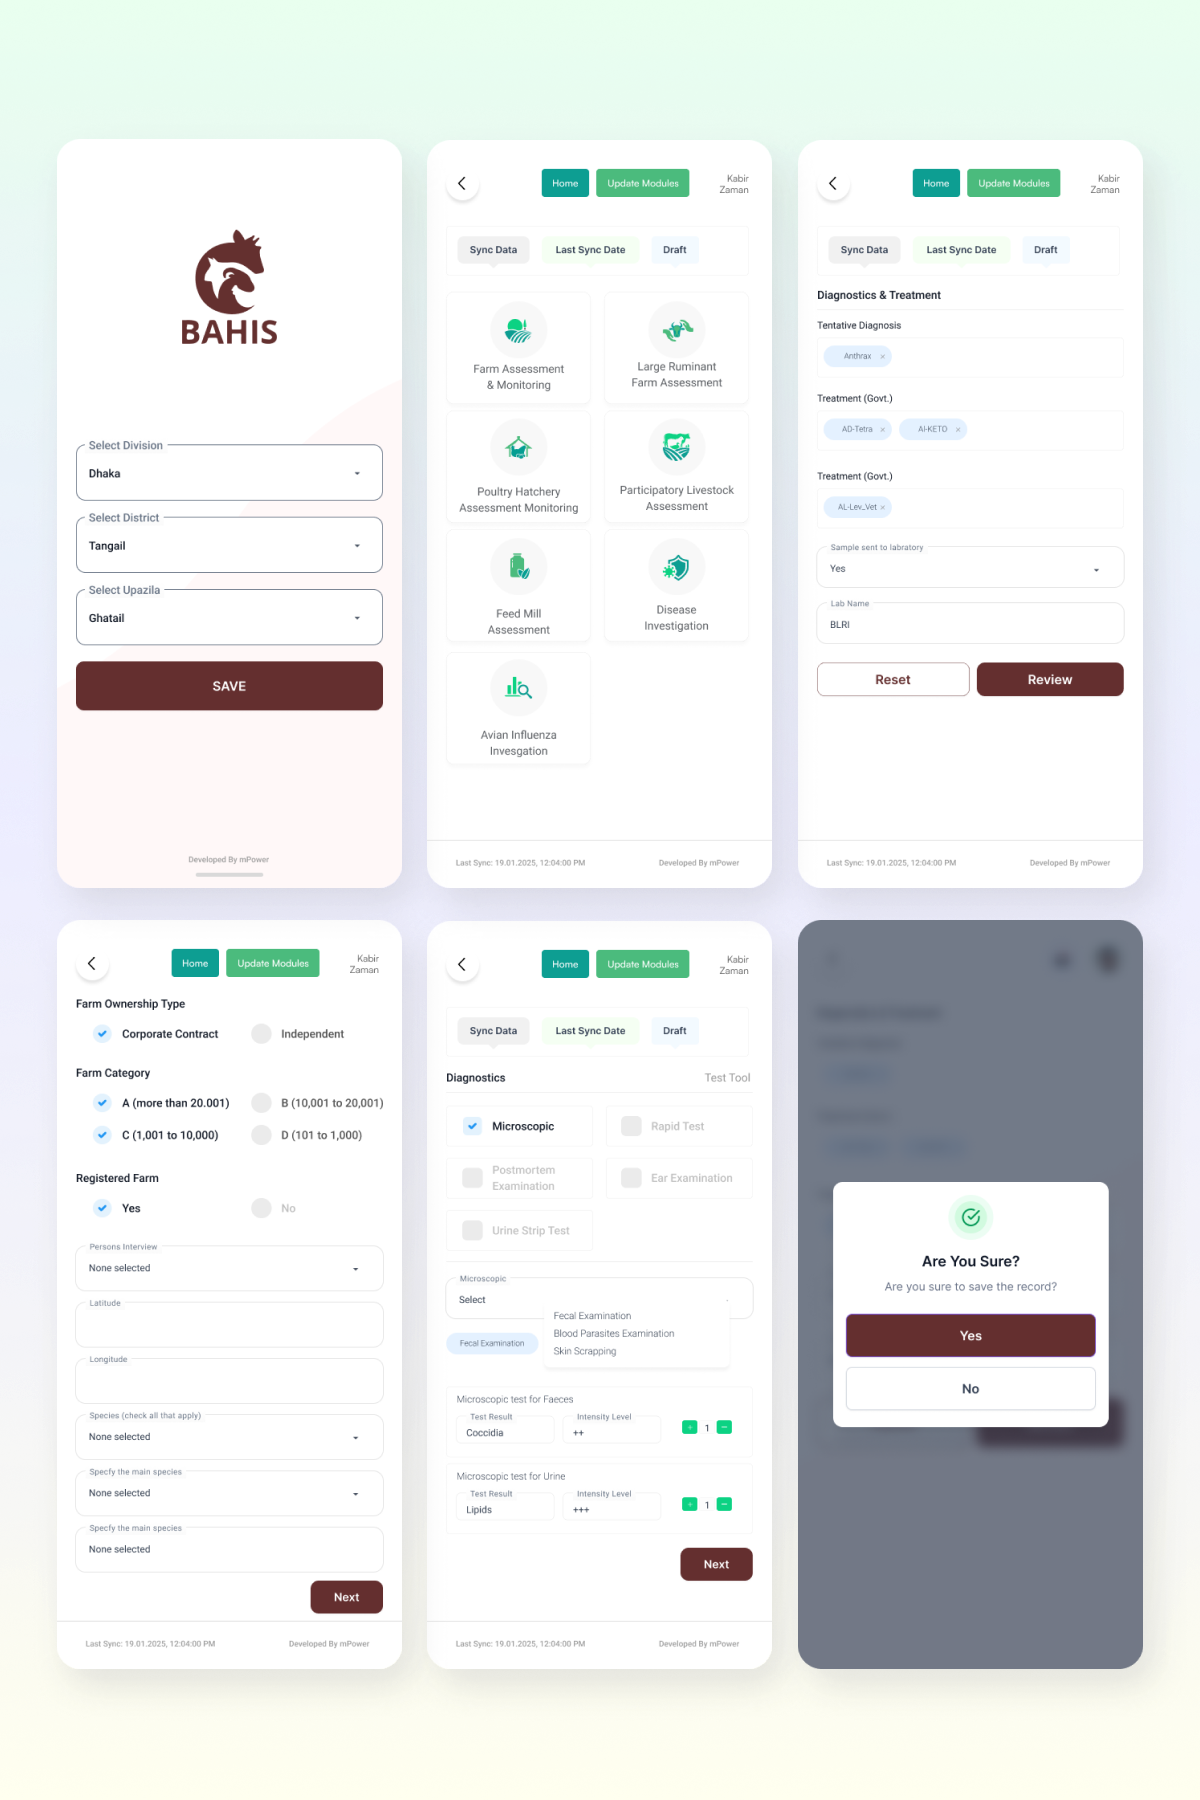 BAHIS
Select Division
Dhaka
Select District
Tangail
Select Upazila
Ghatail
SAVE
Developed By mPower
Home
Update Modules
Kabir
Zaman
Sync Data
Last Sync Date
Draft
Farm Assessment
& Monitoring
Large Ruminant
Farm Assessment
Poultry Hatchery
Assessment Monitoring
Participatory Livestock
Assessment
Feed Mill
Assessment
Disease
Investigation
Avian Influenza
Invesgation
Last Sync: 19.01.2025, 12:04:00 PM
Developed By mPower
Home
Update Modules
Kabir
Zaman
Sync Data
Last Sync Date
Draft
Diagnostics & Treatment
Tentative Diagnosis
Anthrax ×
Treatment (Govt.)
AD-Tetra ×
Al-KETO ×
Treatment (Govt.)
AL-Lev_Vet ×
Sample sent to labratory
Yes
Lab Name
BLRI
Reset
Review
Last Sync: 19.01.2025, 12:04:00 PM
Developed By mPower
Home
Update Modules
Kabir
Zaman
Farm Ownership Type
Corporate Contract
Independent
Farm Category
A (more than 20.001)
B (10,001 to 20,001)
C (1,001 to 10,000)
D (101 to 1,000)
Registered Farm
Yes
No
Persons Interview
None selected
Latitude
Longitude
Species (check all that apply)
None selected
Specfy the main species
None selected
Specfy the main species
None selected
Next
Last Sync: 19.01.2025, 12:04:00 PM
Developed By mPower
Home
Update Modules
Kabir
Zaman
Sync Data
Last Sync Date
Draft
Diagnostics
Test Tool
Microscopic
Rapid Test
Postmortem
Examination
Ear Examination
Urine Strip Test
Microscopic
Select
Fecal Examination
Blood Parasites Examination
Skin Scrapping
Fecal Examination
Microscopic test for Faeces
Test Result
Coccidia
Intensity Level
++
+ 1 −
Microscopic test for Urine
Test Result
Lipids
Intensity Level
+++
+ 1 −
Next
Last Sync: 19.01.2025, 12:04:00 PM
Developed By mPower
Are You Sure?
Are you sure to save the record?
Yes
No